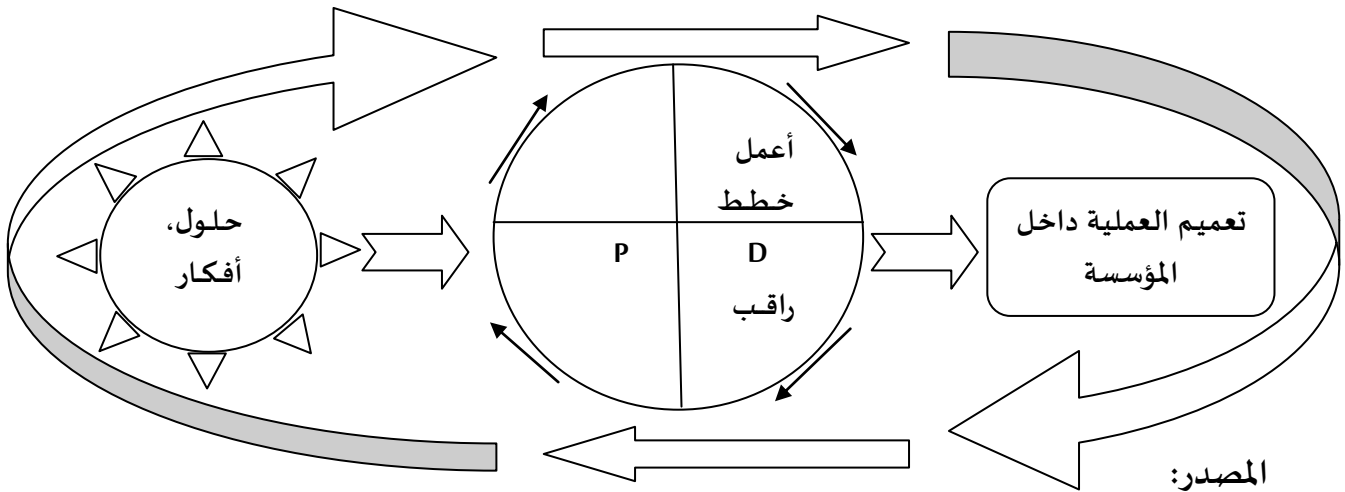 حلول،
أفكار
أعمل
خطط
P D
راقب
تعميم العملية داخل
المؤسسة
المصدر: